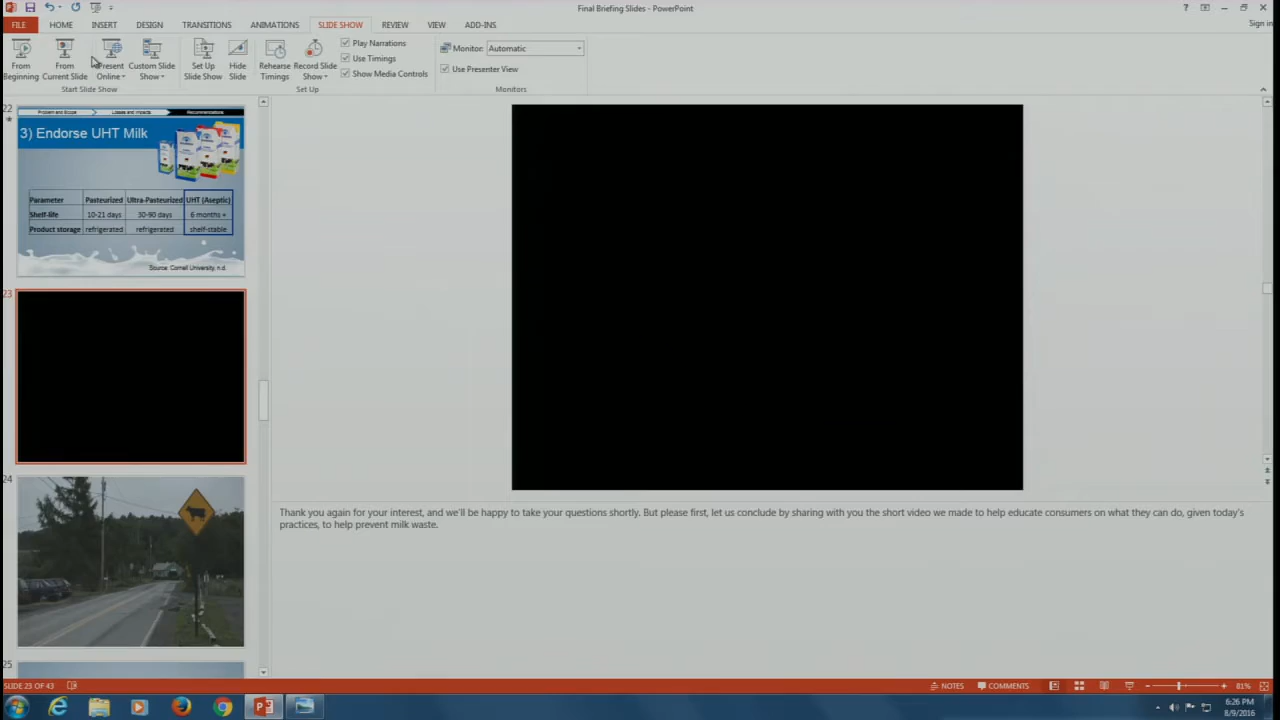 Final Briefing Slides - PowerPoint
?
FILE HOME INSERT DESIGN TRANSITIONS ANIMATIONS SLIDE SHOW REVIEW VIEW ADD-INS
Sign in
From Beginning
From Current Slide
Present Online
Custom Slide Show
Set Up Slide Show
Hide Slide
Rehearse Timings
Record Slide Show
Play Narrations
Use Timings
Show Media Controls
Monitor: Automatic
Use Presenter View
Start Slide Show
Set Up
Monitors
22
Problem and Scope Losses and Impacts Recommendations
3) Endorse UHT Milk
Parameter Pasteurized Ultra-Pasteurized UHT (Aseptic)
Shelf-life 10-21 days 30-90 days 6 months +
Product storage refrigerated refrigerated shelf-stable
Source: Cornell University, n.d.
23
24
25
Thank you again for your interest, and we'll be happy to take your questions shortly. But please first, let us conclude by sharing with you the short video we made to help educate consumers on what they can do, given today's
practices, to help prevent milk waste.
SLIDE 23 OF 43
NOTES COMMENTS
81%
6:26 PM
8/9/2016